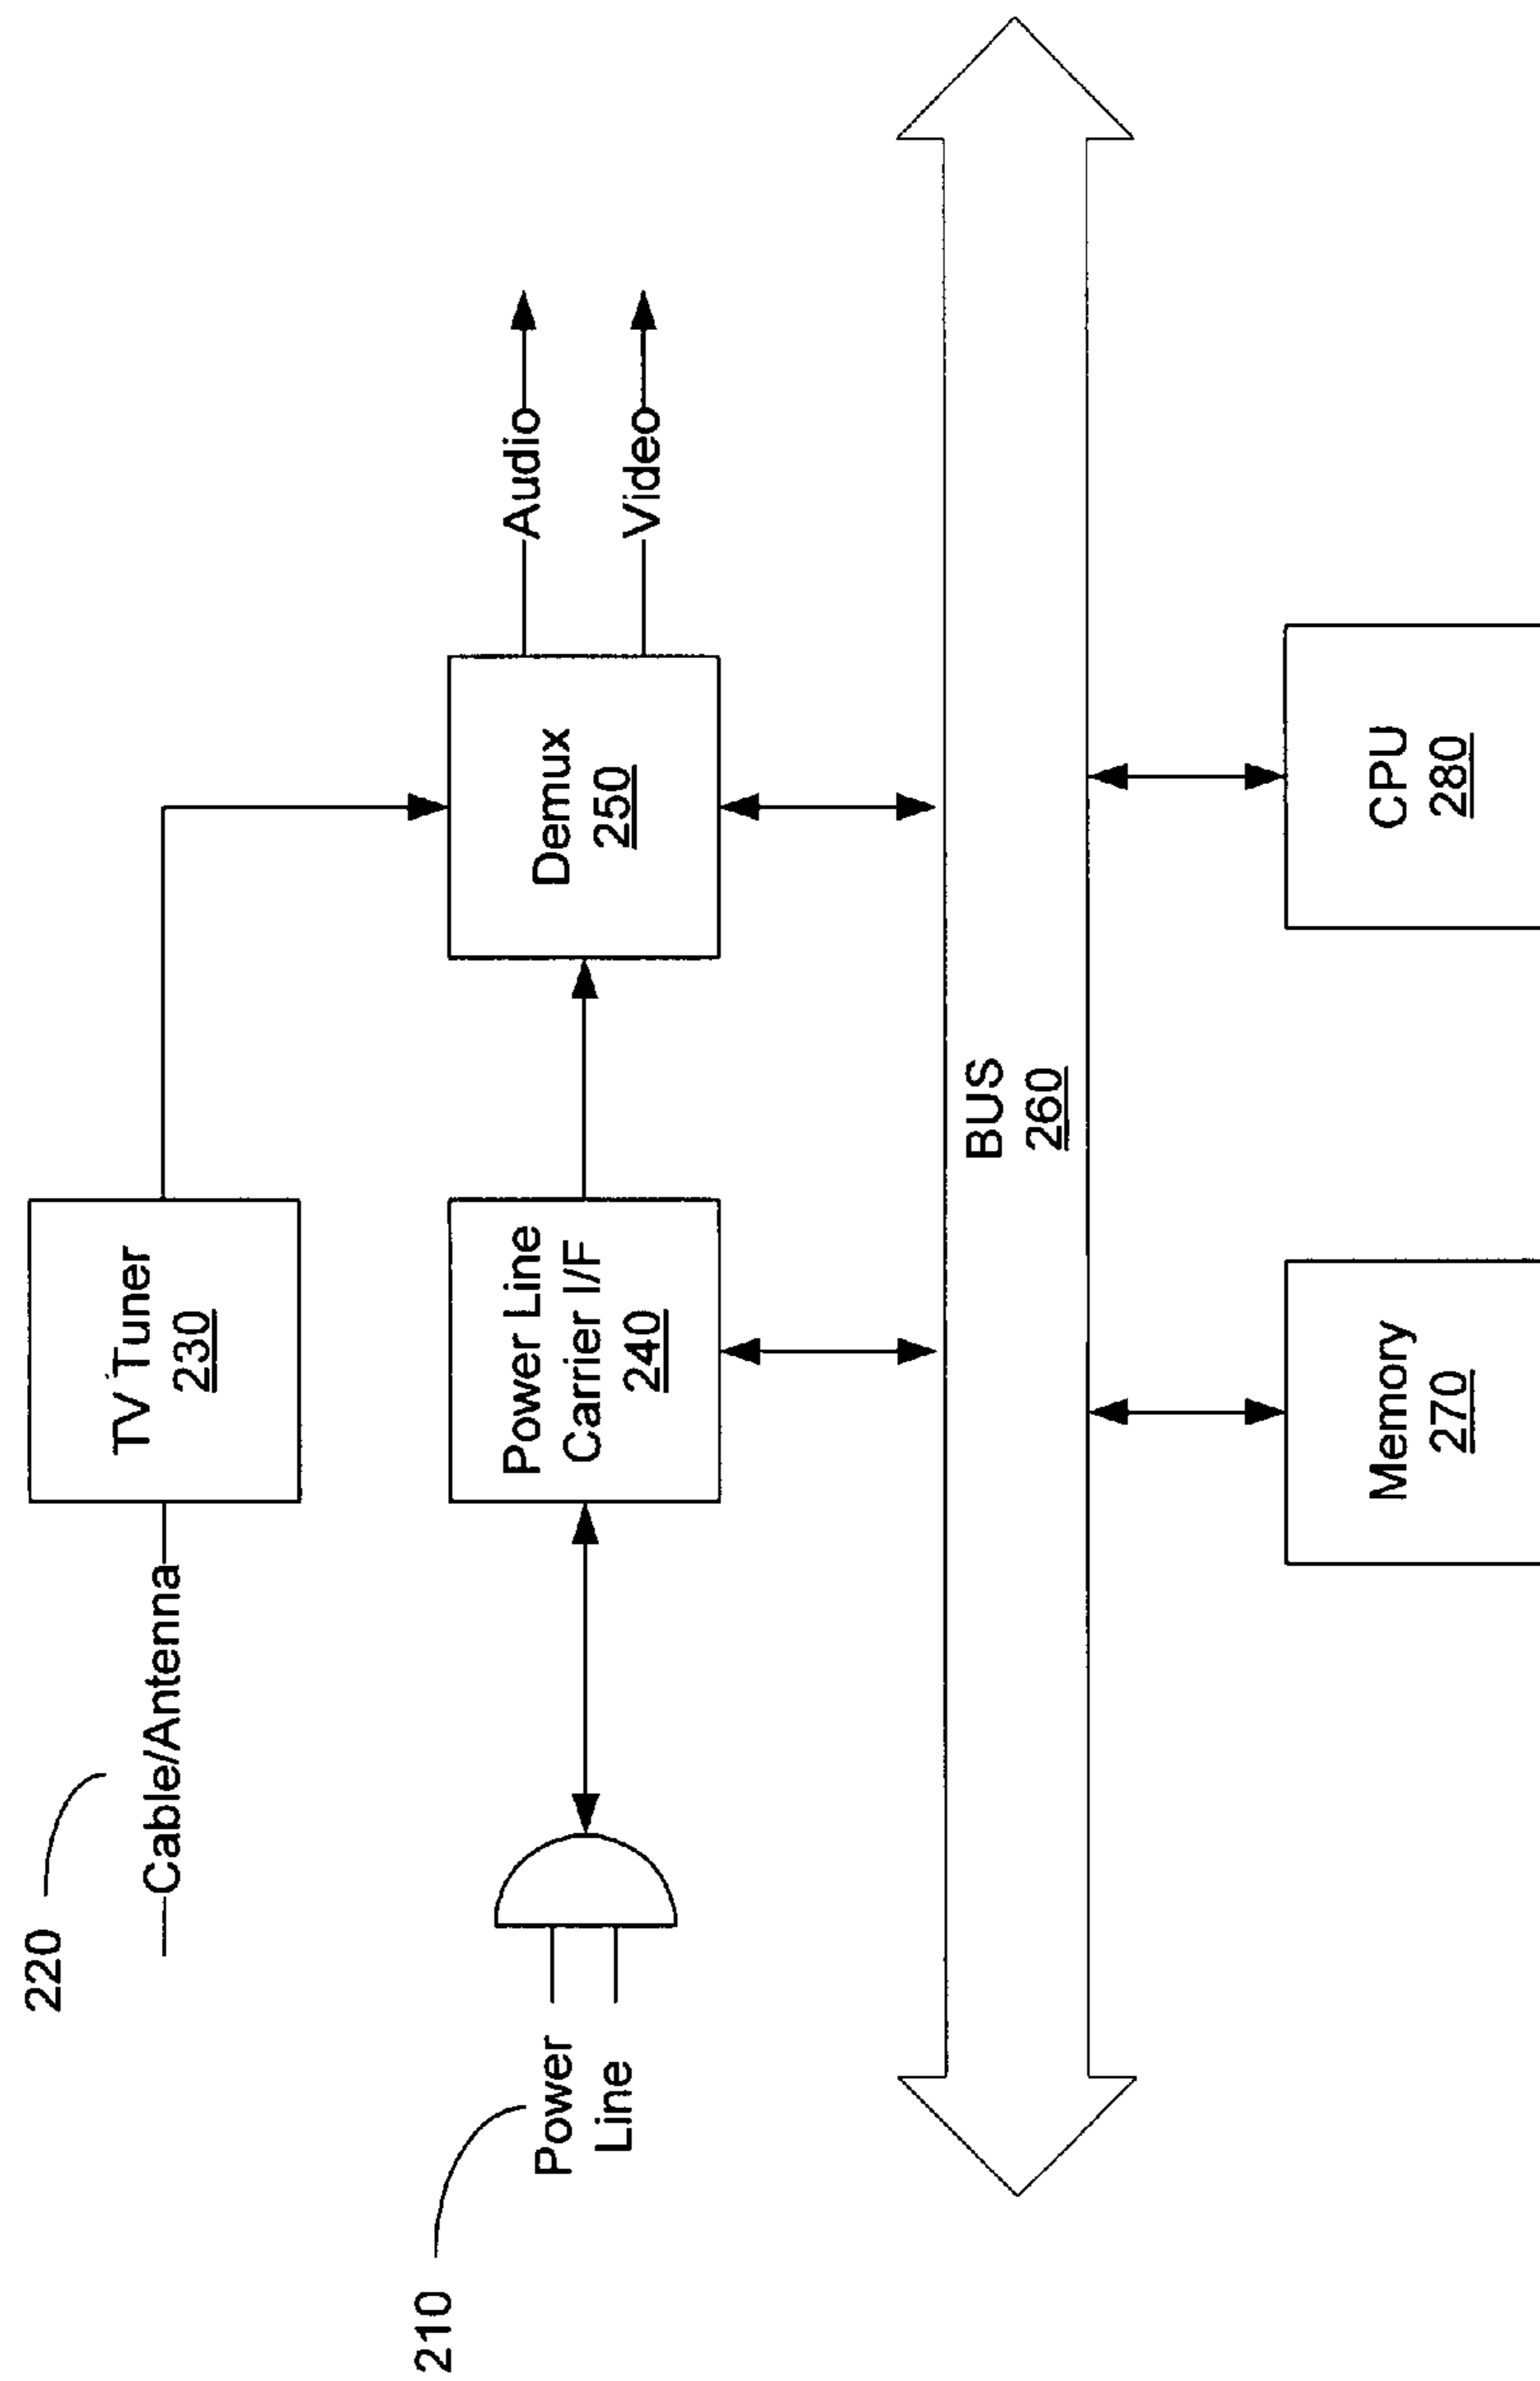 220
Cable/Antenna
TV Tuner
230
210
Power
Line
Power Line
Carrier I/F
240
Demux
250
Audio
Video
BUS
260
Memory
270
CPU
280